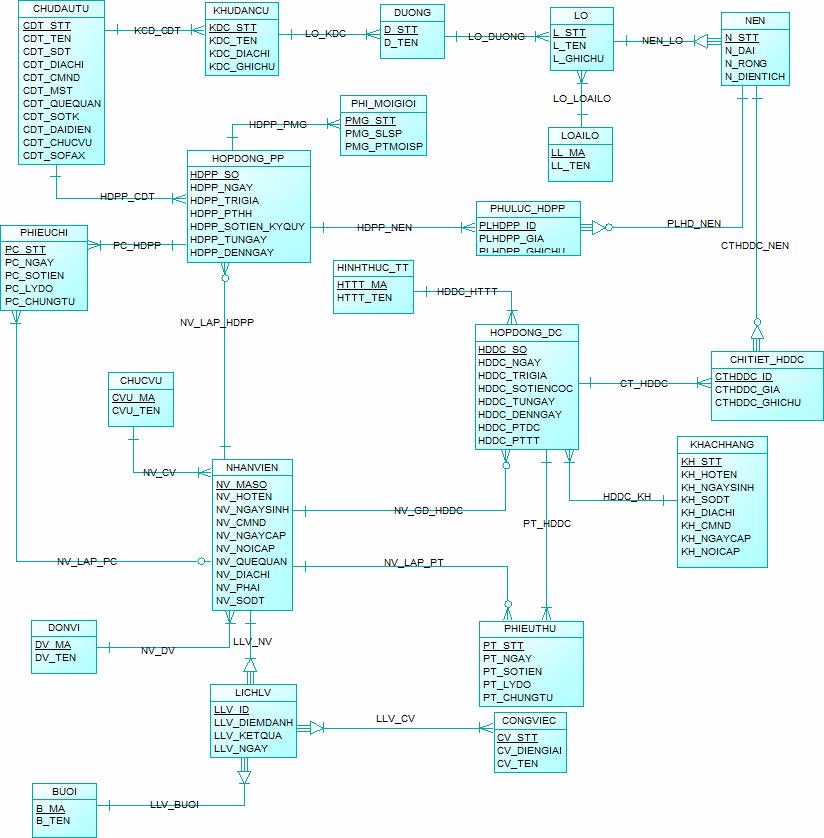 CHUDAUTU
CDT_STT
CDT_TEN
CDT_SDT
CDT_DIACHI
CDT_CMND
CDT_MST
CDT_QUEQUAN
CDT_SOTK
CDT_DAIDIEN
CDT_CHUCVU
CDT_SOFAX
KCD_CDT
KHUDANCU
KDC_STT
KDC_TEN
KDC_DIACHI
KDC_GHICHU
LO_KDC
DUONG
D_STT
D_TEN
LO_DUONG
LO
L_STT
L_TEN
L_GHICHU
NEN_LO
NEN
N_STT
N_DAI
N_RONG
N_DIENTICH
LO_LOAILO
LOAILO
LL_MA
LL_TEN
PHI_MOIGIOI
PMG_STT
PMG_SLSP
PMG_PTMOISP
HDPP_PMG
HOPDONG_PP
HDPP_SO
HDPP_NGAY
HDPP_TRIGIA
HDPP_PTHH
HDPP_SOTIEN_KYQUY
HDPP_TUNGAY
HDPP_DENNGAY
HDPP_CDT
PHIEUCHI
PC_STT
PC_NGAY
PC_SOTIEN
PC_LYDO
PC_CHUNGTU
PC_HDPP
HDPP_NEN
PHULUC_HDPP
PLHDPP_ID
PLHDPP_GIA
PLHDPP_GHICHU
PLHD_NEN
CTHDDC_NEN
HINHTHUC_TT
HTTT_MA
HTTT_TEN
HDDC_HTTT
NV_LAP_HDPP
HOPDONG_DC
HDDC_SO
HDDC_NGAY
HDDC_TRIGIA
HDDC_SOTIENCOC
HDDC_TUNGAY
HDDC_DENNGAY
HDDC_PTDC
HDDC_PTTT
CT_HDDC
CHITIET_HDDC
CTHDDC_ID
CTHDDC_GIA
CTHDDC_GHICHU
CHUCVU
CVU_MA
CVU_TEN
NV_CV
NHANVIEN
NV_MASO
NV_HOTEN
NV_NGAYSINH
NV_CMND
NV_NGAYCAP
NV_NOICAP
NV_QUEQUAN
NV_DIACHI
NV_PHAI
NV_SODT
KHACHHANG
KH_STT
KH_HOTEN
KH_NGAYSINH
KH_SODT
KH_DIACHI
KH_CMND
KH_NGAYCAP
KH_NOICAP
HDDC_KH
NV_GD_HDDC
PT_HDDC
NV_LAP_PC
NV_LAP_PT
DONVI
DV_MA
DV_TEN
NV_DV
LLV_NV
PHIEUTHU
PT_STT
PT_NGAY
PT_SOTIEN
PT_LYDO
PT_CHUNGTU
LICHLV
LLV_ID
LLV_DIEMDANH
LLV_KETQUA
LLV_NGAY
LLV_CV
CONGVIEC
CV_STT
CV_DIENGIAI
CV_TEN
BUOI
B_MA
B_TEN
LLV_BUOI